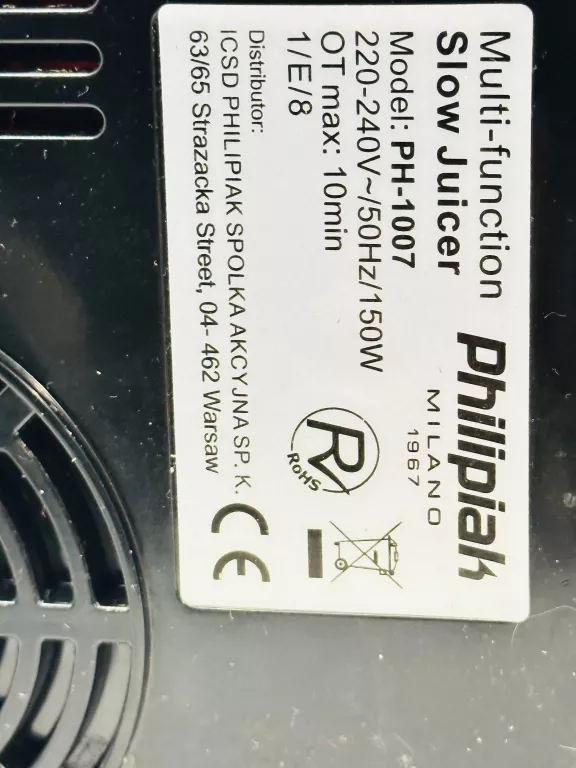 Multi-function
Slow Juicer
Philipiak
MILANO
1967
Model: PH-1007
220-240V~/50Hz/150W
OT max: 10min
1/E/8
R
RoHS
Distributor:
ICSD PHILIPIAK SPOLKA AKCYJNA SP. K.
63/65 Strazacka Street, 04- 462 Warsaw
CE